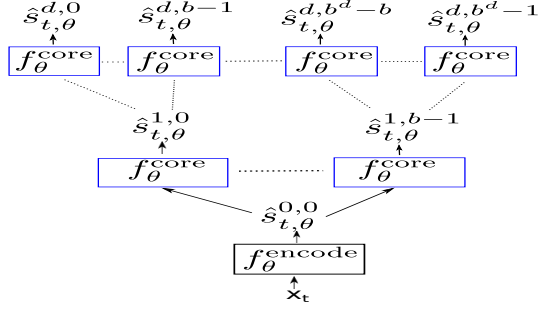 ŝ_{t,θ}^{d,0} ŝ_{t,θ}^{d,b−1} ŝ_{t,θ}^{d,b^d−b} ŝ_{t,θ}^{d,b^d−1}
f_θ^{core} f_θ^{core} f_θ^{core} f_θ^{core}
ŝ_{t,θ}^{1,0} ŝ_{t,θ}^{1,b−1}
f_θ^{core} f_θ^{core}
ŝ_{t,θ}^{0,0}
f_θ^{encode}
x_t